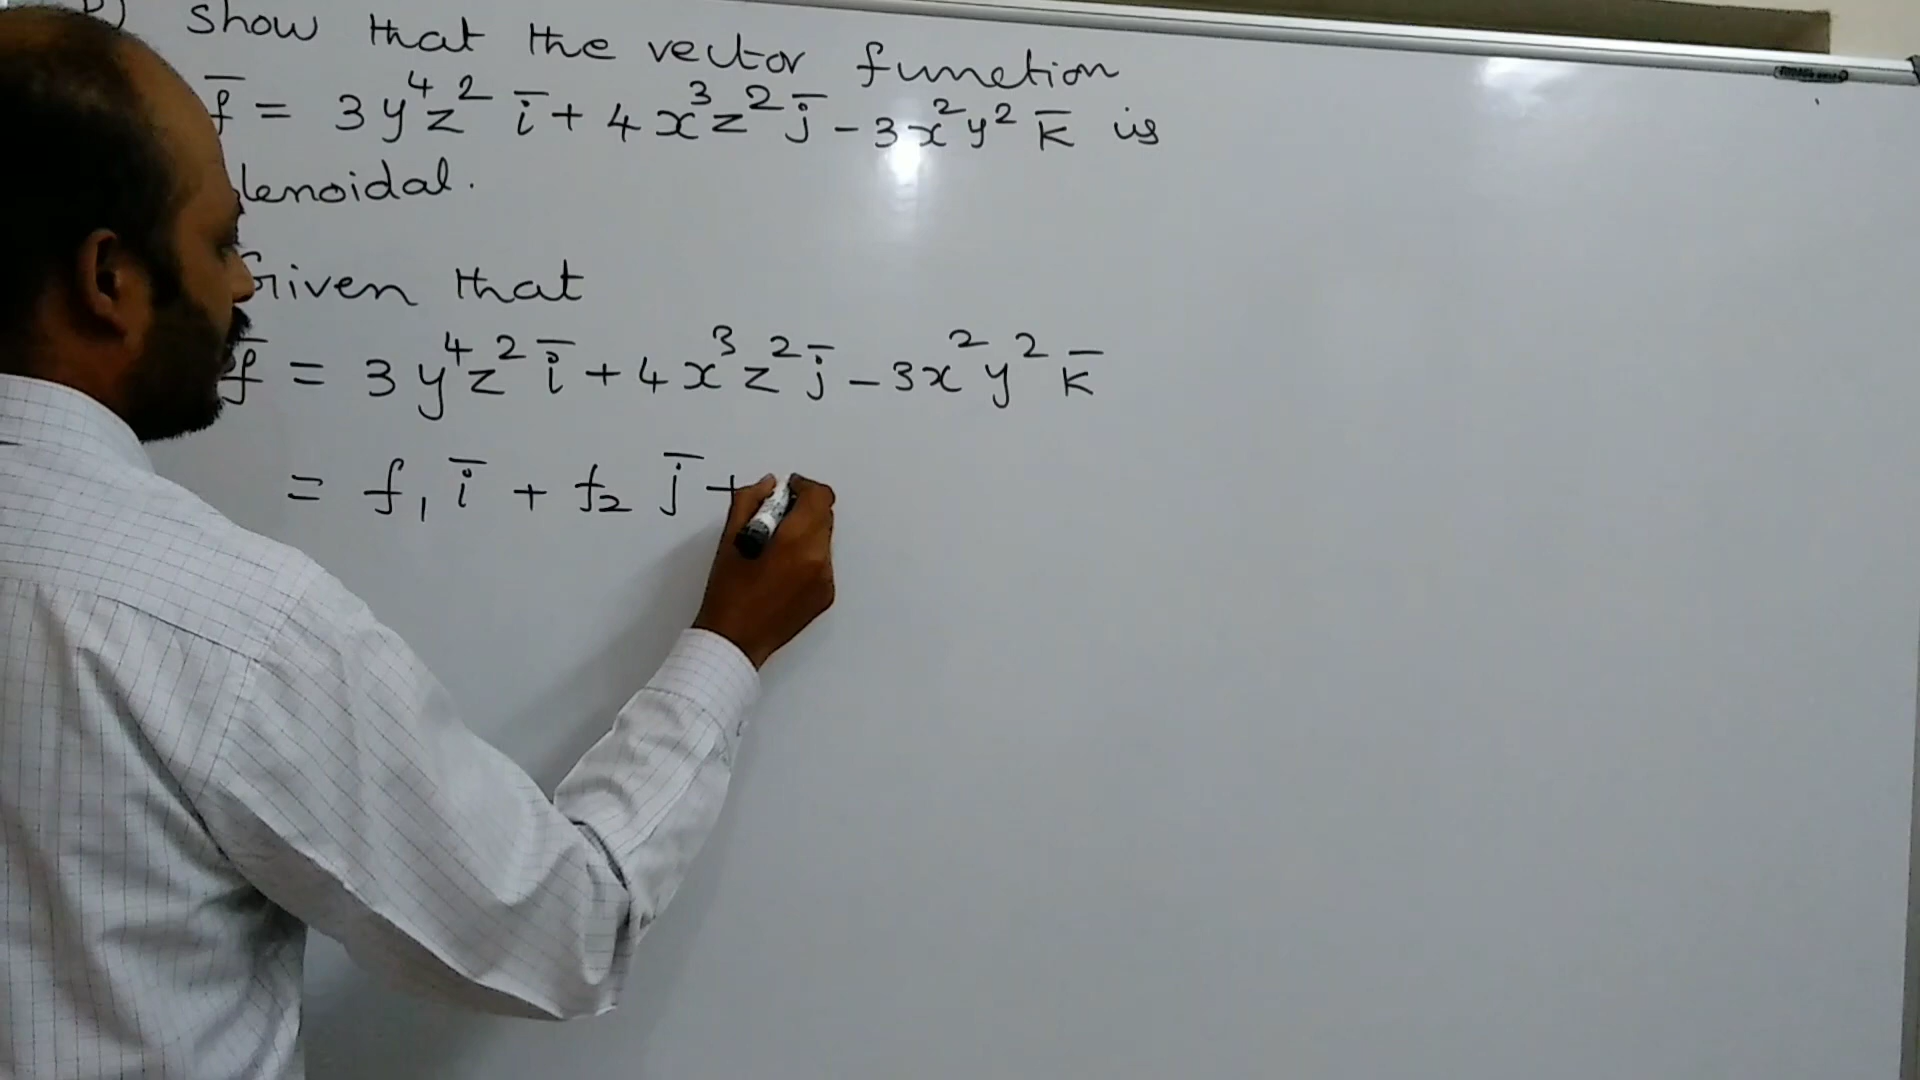 Show that the vector function
f̅ = 3y⁴z² i̅ + 4x³z² j̅ - 3x²y² k̅ is
lenoidal.
Given that
f̅ = 3y⁴z² i̅ + 4x³z² j̅ - 3x²y² k̅
= f₁ i̅ + f₂ j̅ +